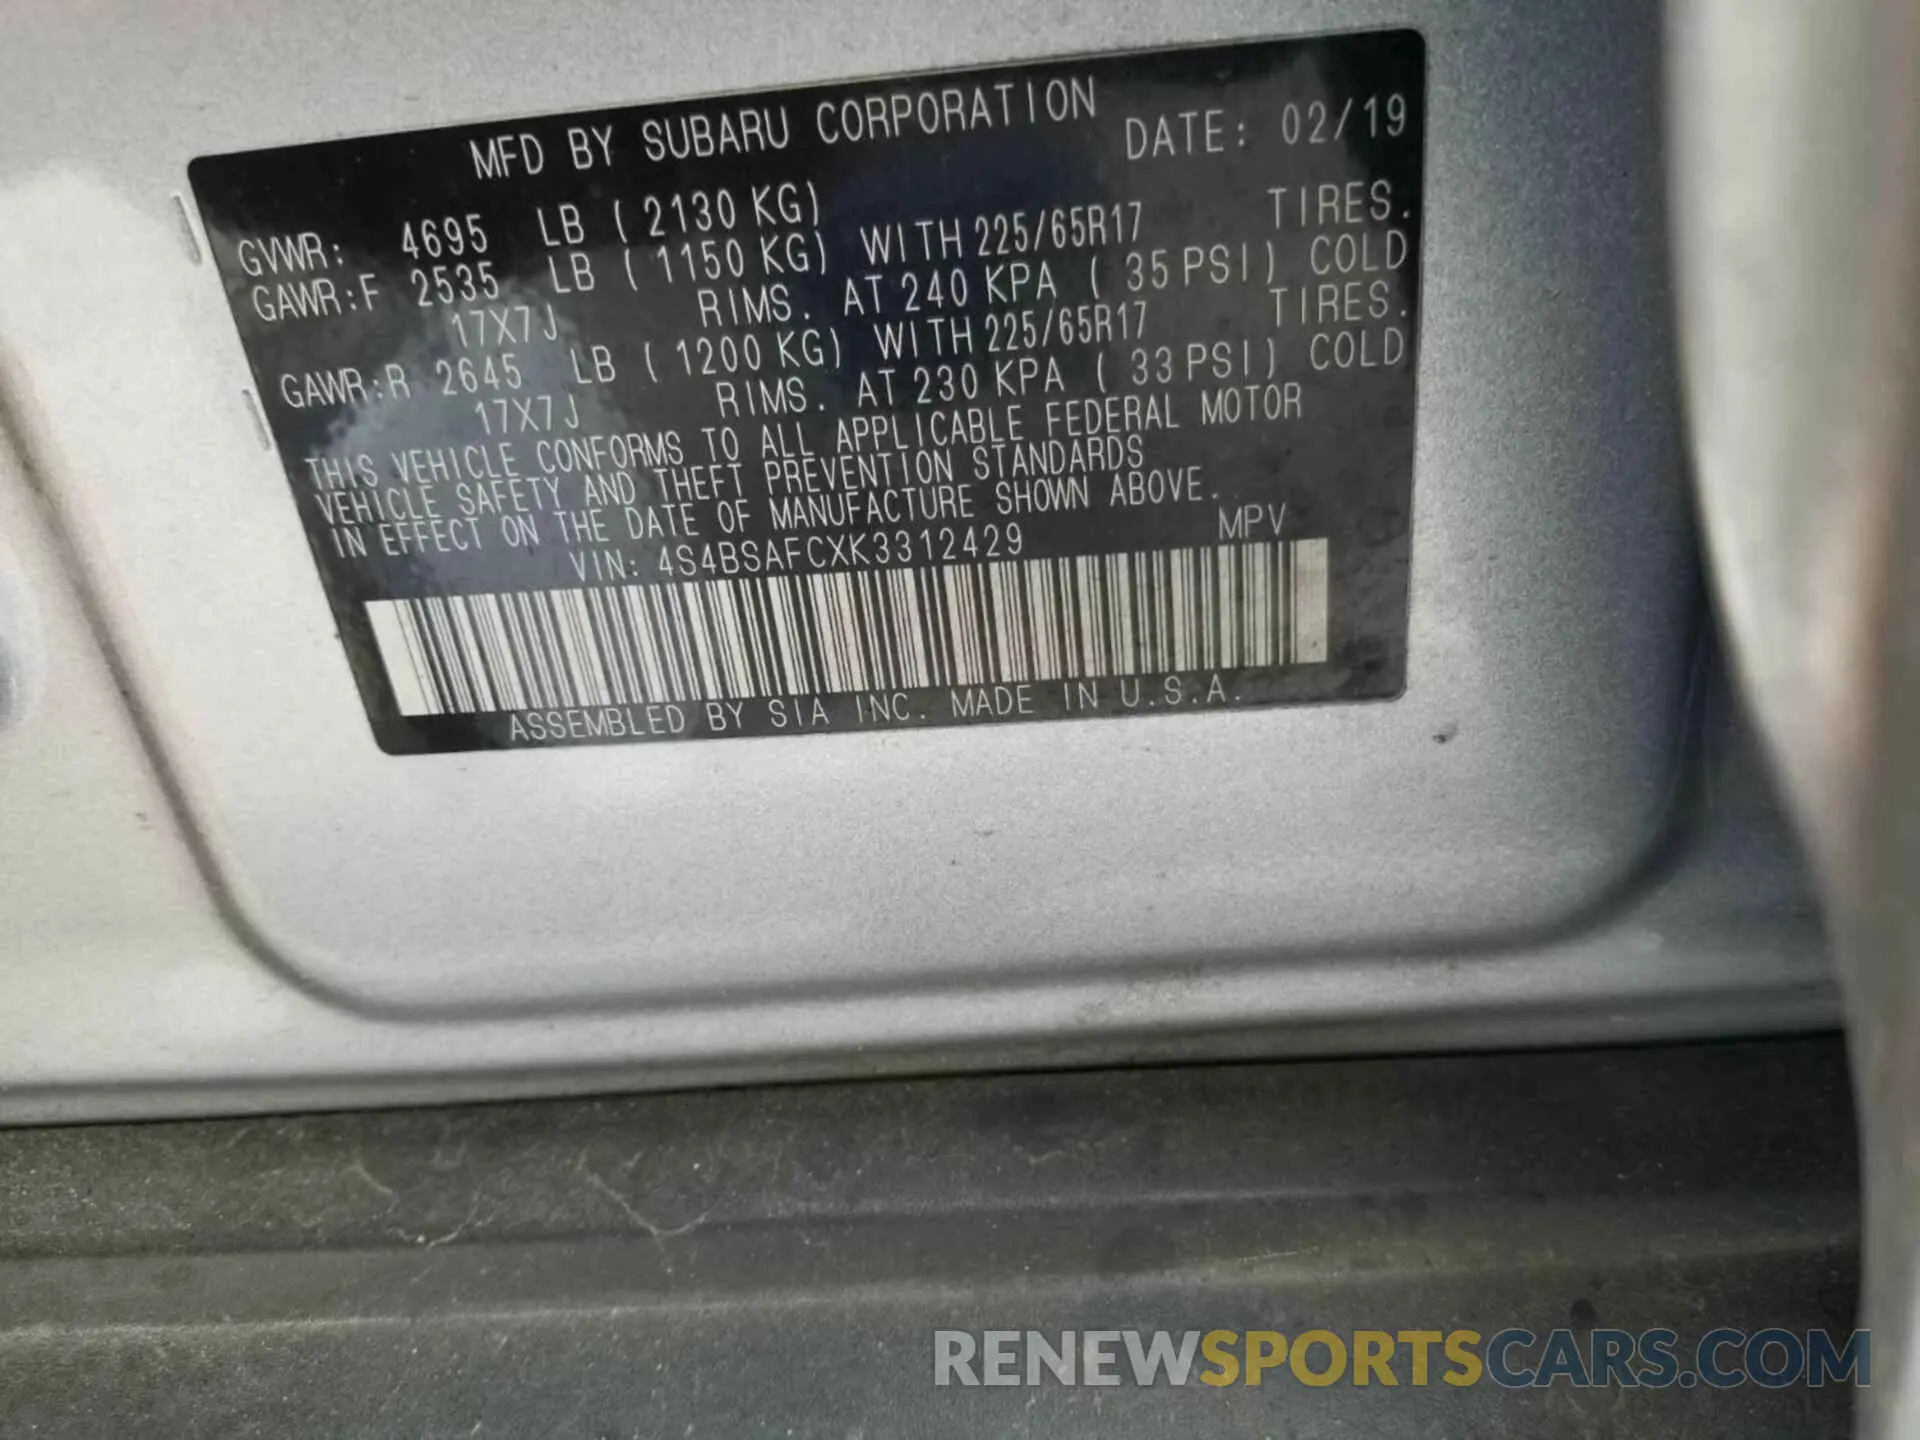 MFD BY SUBARU CORPORATION DATE: 02/19
GVWR: 4695 LB ( 2130 KG)
GAWR:F 2535 LB ( 1150 KG) WITH 225/65R17 TIRES.
17X7J RIMS. AT 240 KPA ( 35 PSI) COLD
GAWR:R 2645 LB ( 1200 KG) WITH 225/65R17 TIRES.
17X7J RIMS. AT 230 KPA ( 33 PSI) COLD
THIS VEHICLE CONFORMS TO ALL APPLICABLE FEDERAL MOTOR
VEHICLE SAFETY AND THEFT PREVENTION STANDARDS
IN EFFECT ON THE DATE OF MANUFACTURE SHOWN ABOVE.
VIN: 4S4BSAFCXK3312429 MPV
ASSEMBLED BY SIA INC. MADE IN U.S.A.
RENEWSPORTSCARS.COM